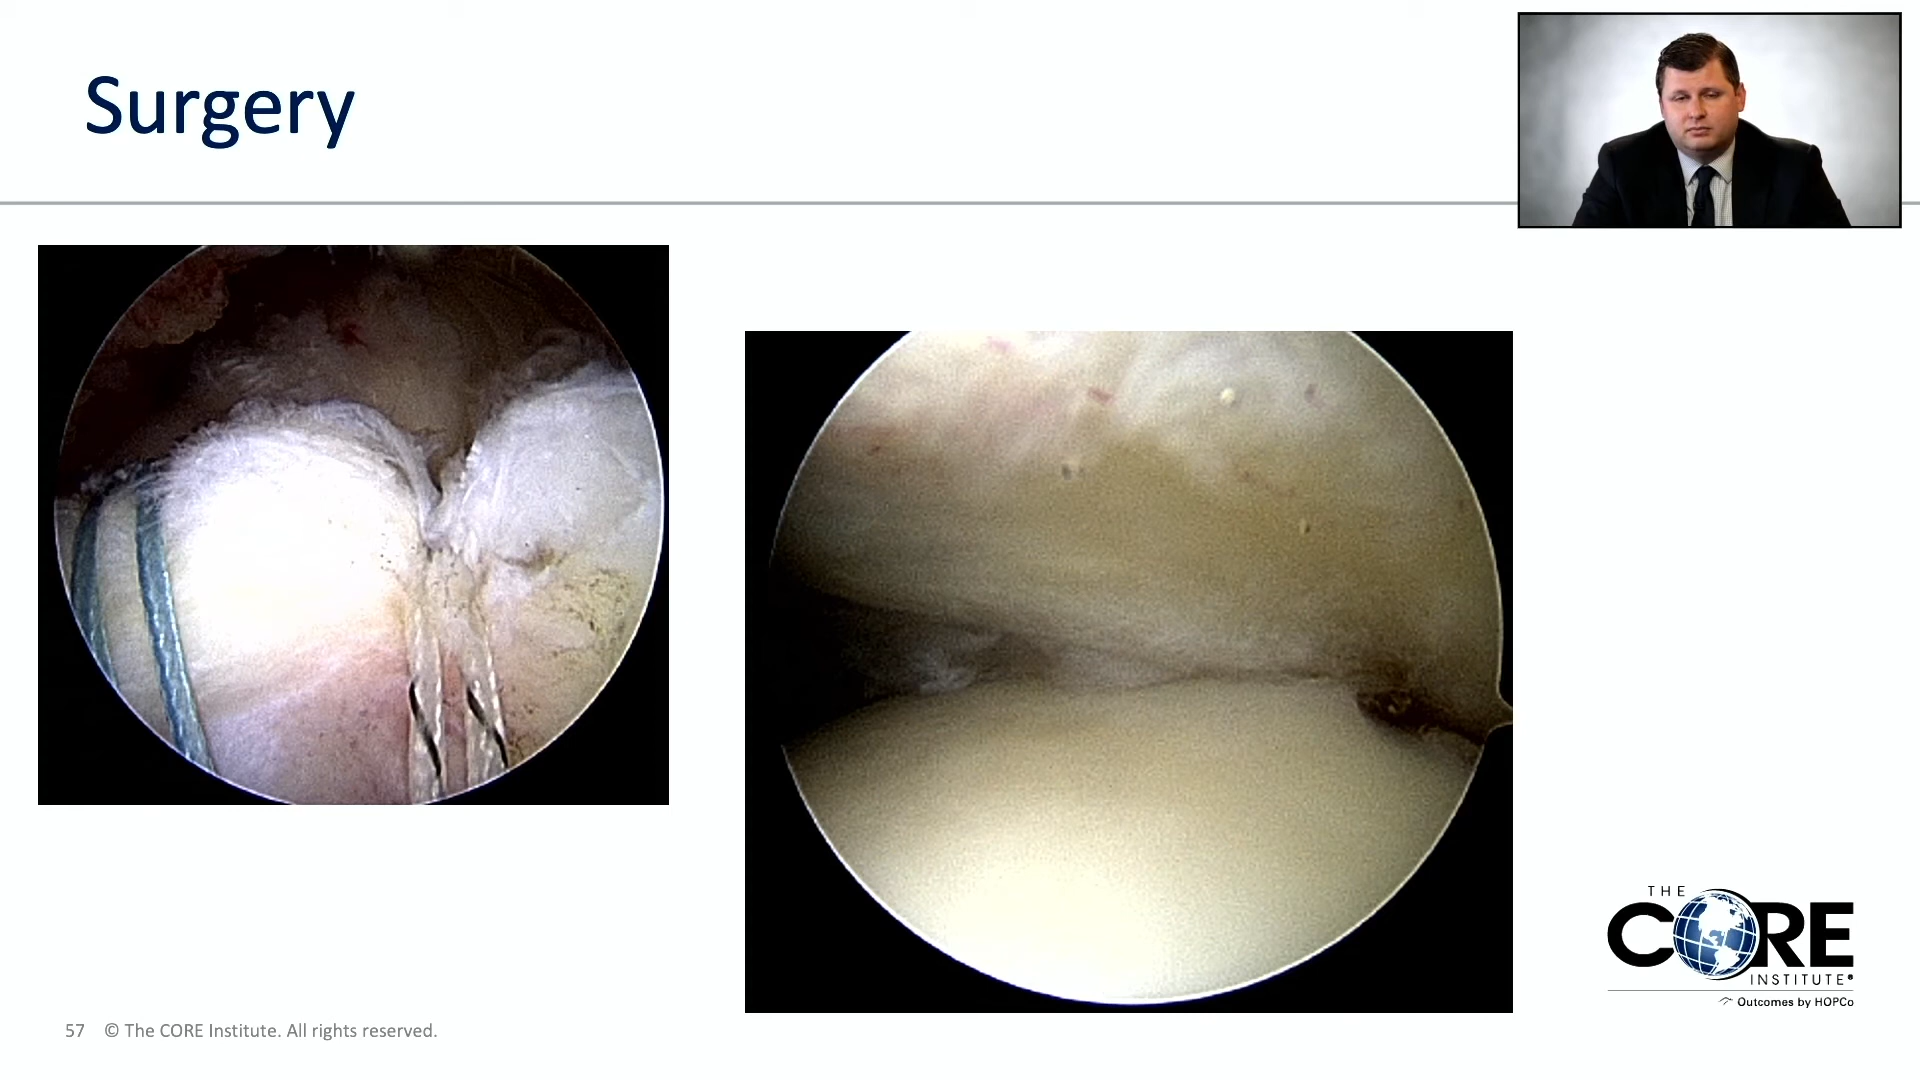 Surgery
THE
CORE
INSTITUTE®
Outcomes by HOPCo
57 © The CORE Institute. All rights reserved.